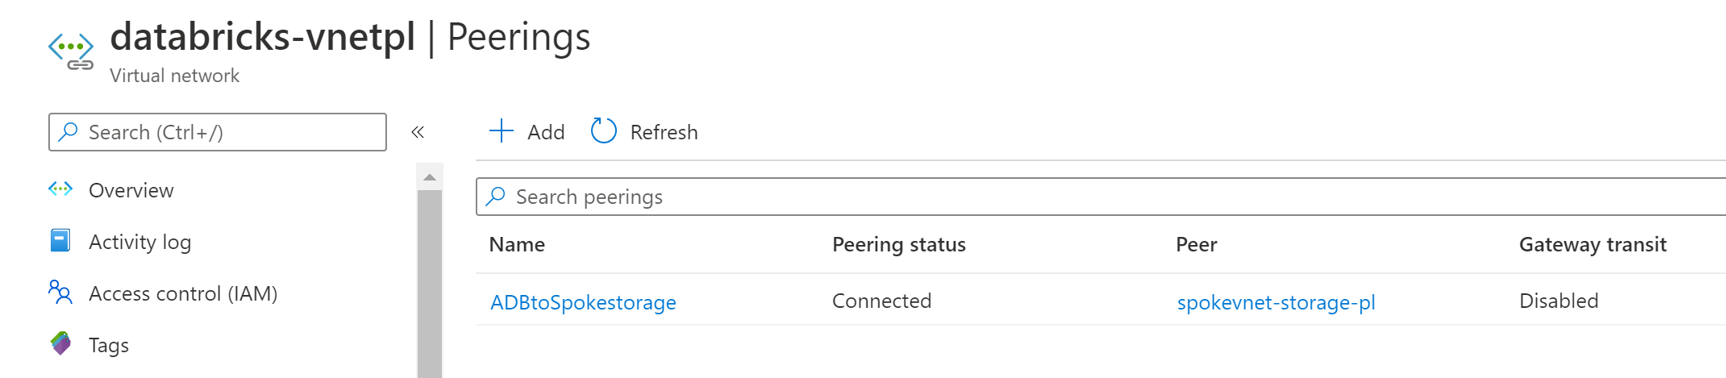 databricks-vnetpl | Peerings
Virtual network
Search (Ctrl+/)
«
Add
Refresh
Overview
Activity log
Access control (IAM)
Tags
Search peerings
Name Peering status Peer Gateway transit
ADBtoSpokestorage Connected spokevnet-storage-pl Disabled